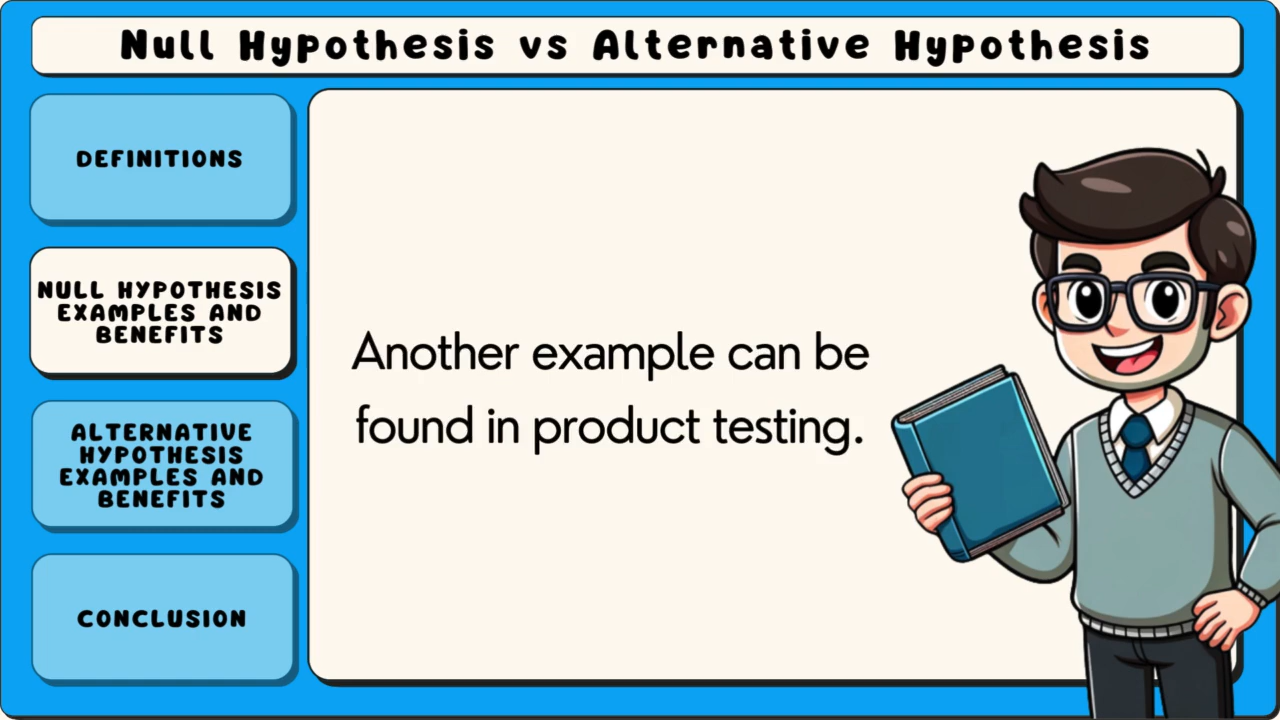 Null Hypothesis vs Alternative Hypothesis
DEFINITIONS
NULL HYPOTHESIS
EXAMPLES AND
BENEFITS
ALTERNATIVE
HYPOTHESIS
EXAMPLES AND
BENEFITS
CONCLUSION
Another example can be
found in product testing.